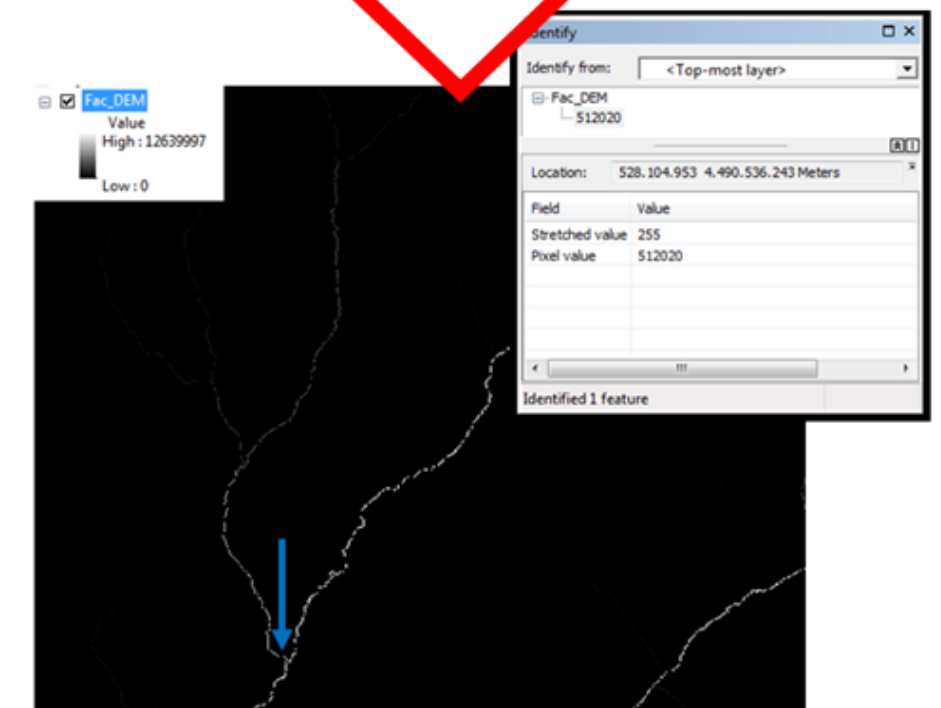 Fac_DEM
Value
High : 12639997
Low : 0
Identify from: <Top-most layer>
Fac_DEM
512020
Location: 528.104.953 4.490.536.243 Meters
Field Value
Stretched value 255
Pixel value 512020
Identified 1 feature